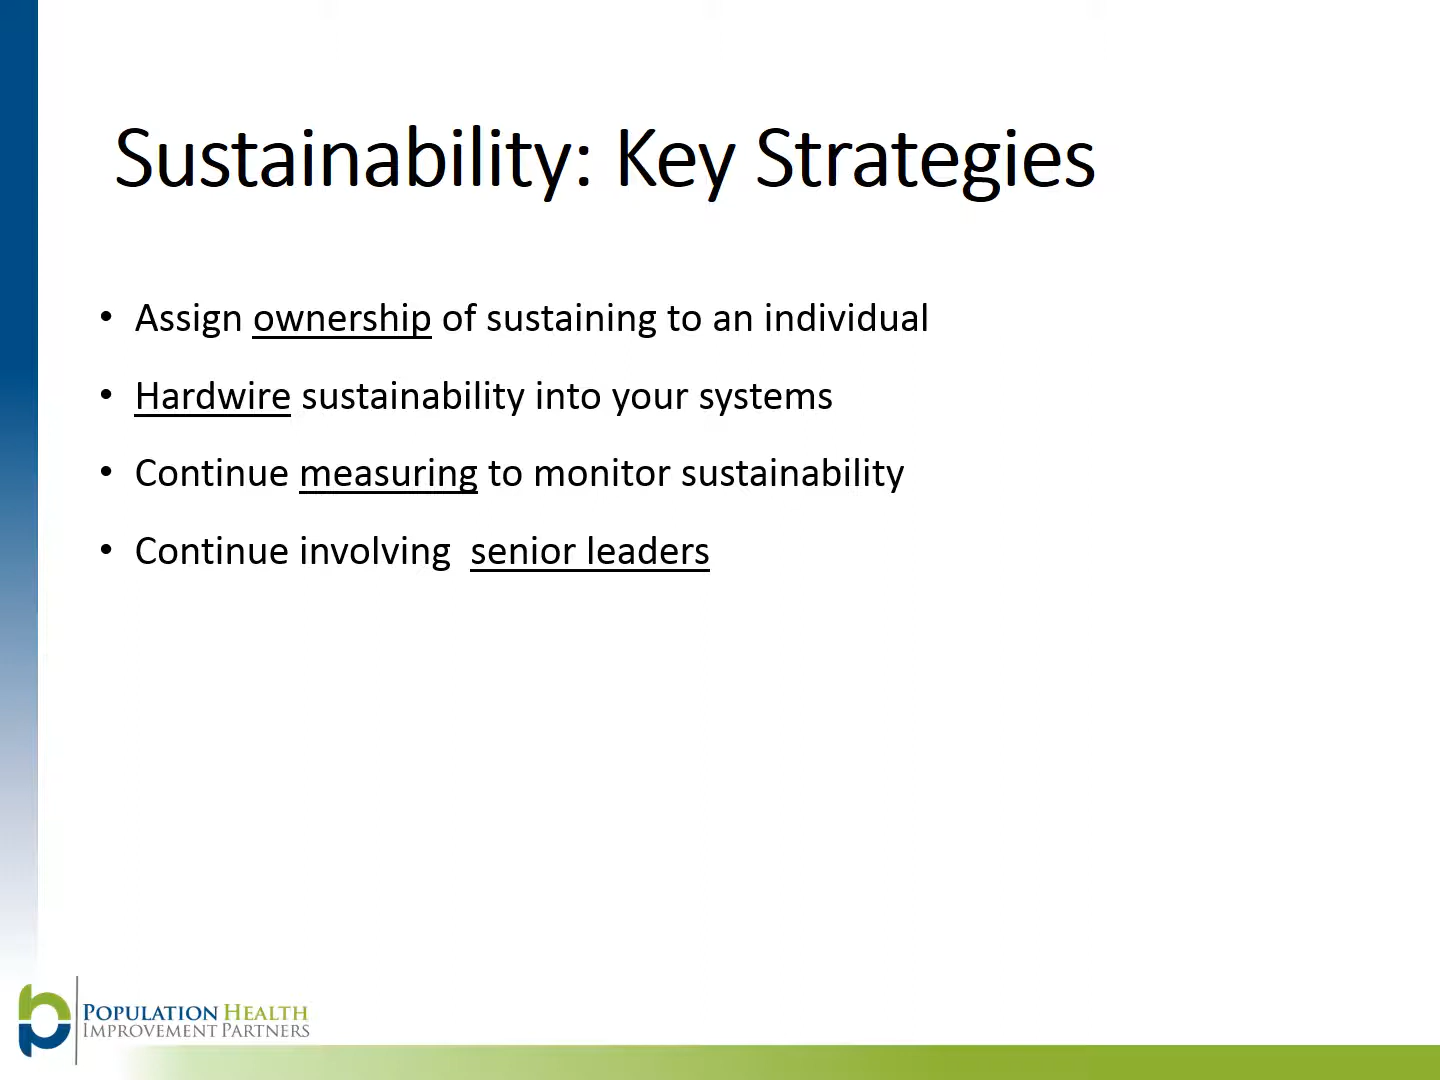 Sustainability: Key Strategies
• Assign ownership of sustaining to an individual
• Hardwire sustainability into your systems
• Continue measuring to monitor sustainability
• Continue involving  senior leaders
POPULATION HEALTH
IMPROVEMENT PARTNERS